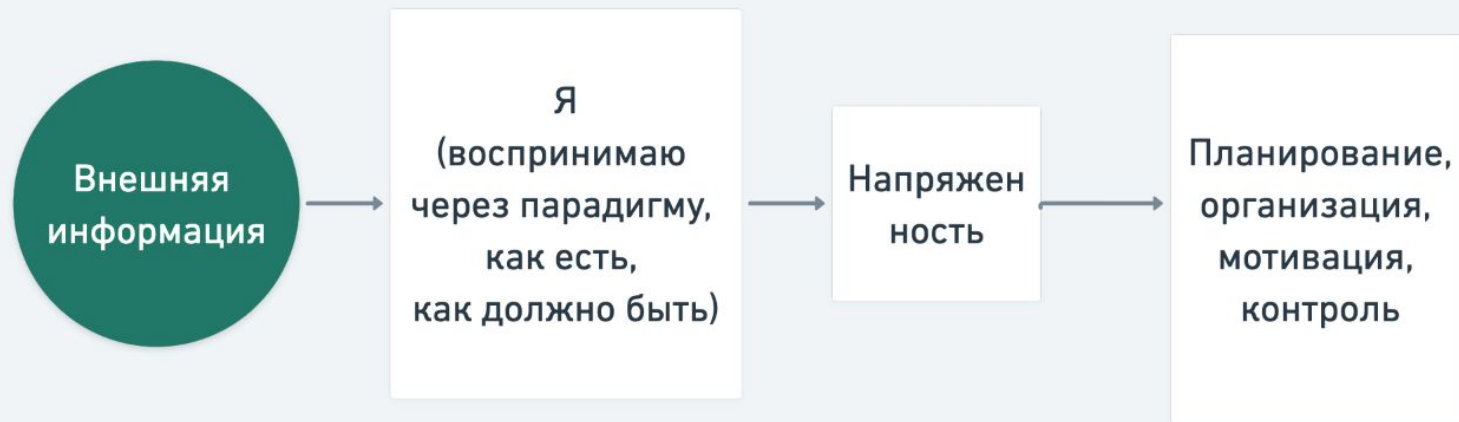 Внешняя
информация
Я
(воспринимаю
через парадигму,
как есть,
как должно быть)
Напряжен
ность
Планирование,
организация,
мотивация,
контроль